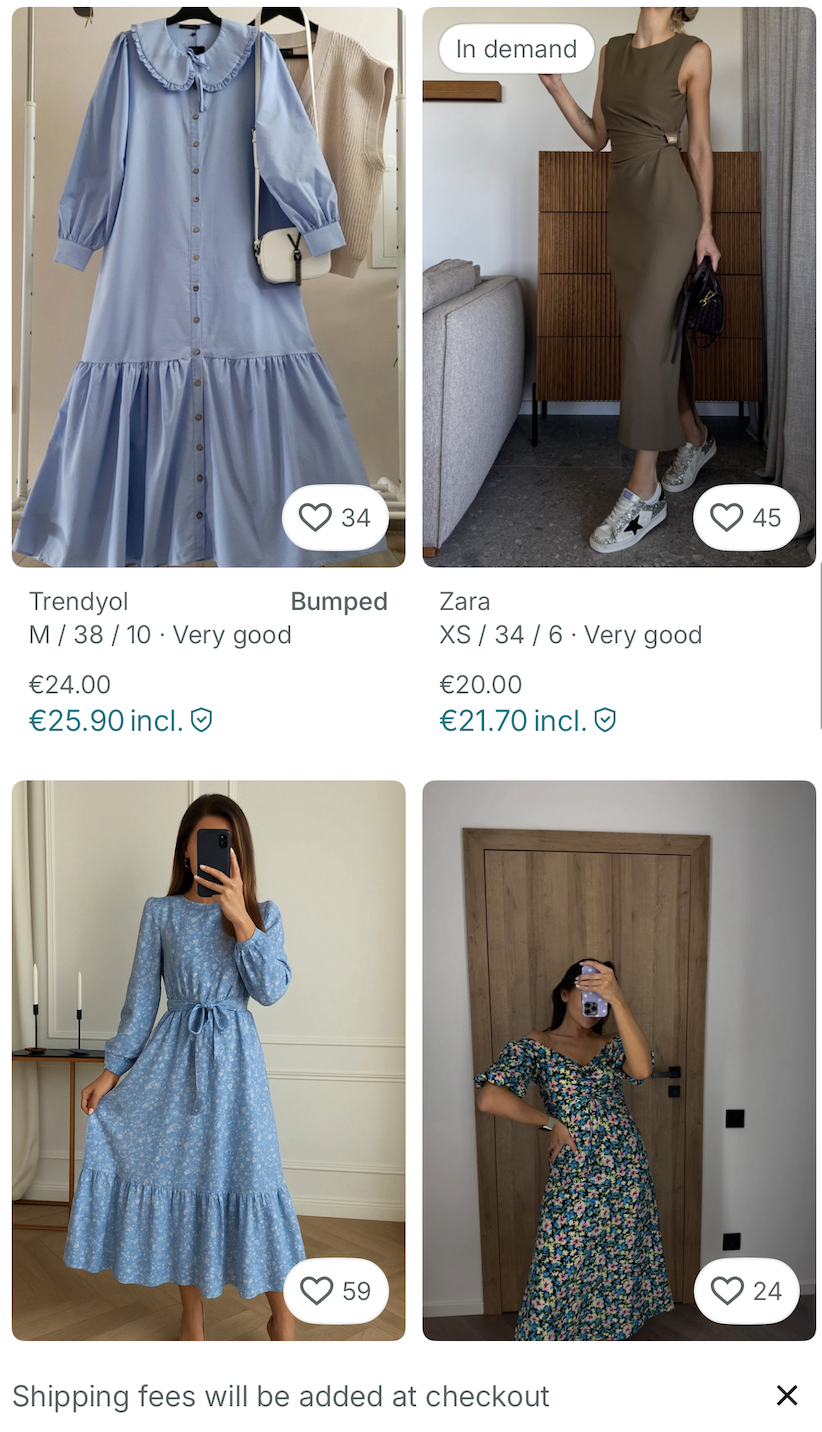 In demand
34
45
Trendyol
Bumped
M / 38 / 10 · Very good
€24.00
€25.90 incl.
Zara
XS / 34 / 6 · Very good
€20.00
€21.70 incl.
59
24
Shipping fees will be added at checkout